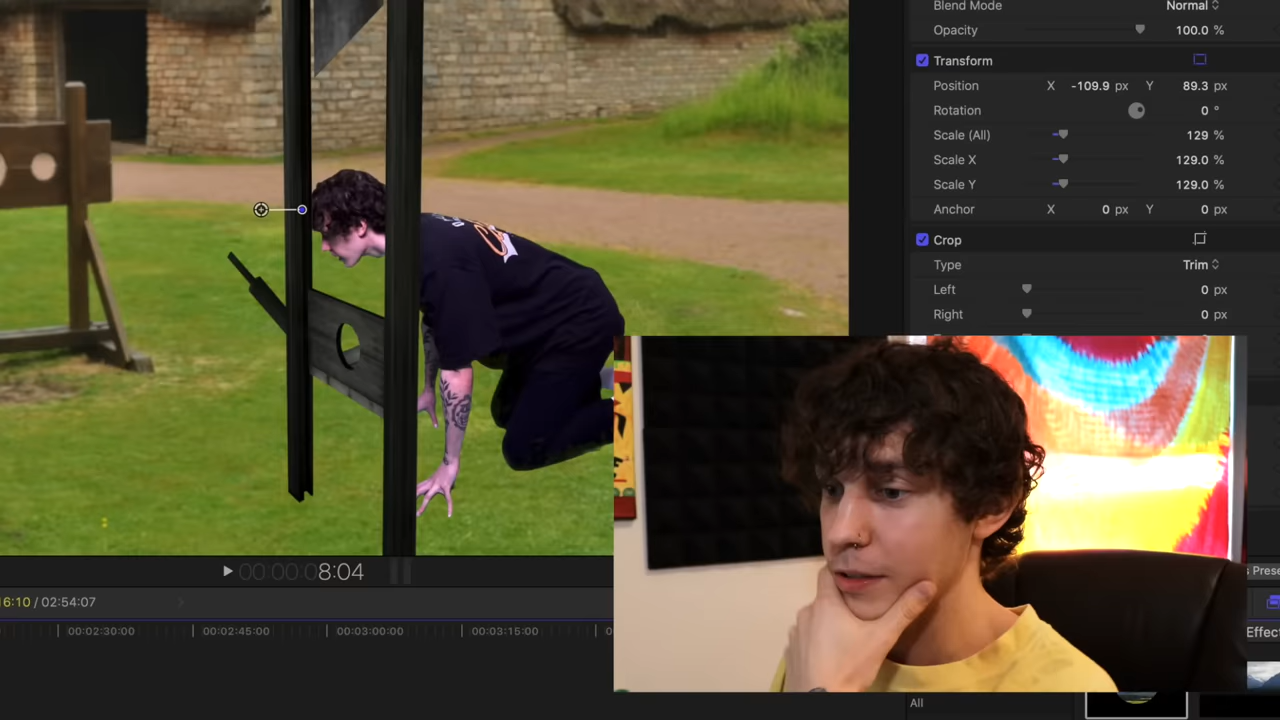 Blend Mode Normal
Opacity 100.0 %
Transform
Position X -109.9 px Y 89.3 px
Rotation 0 °
Scale (All) 129 %
Scale X 129.0 %
Scale Y 129.0 %
Anchor X 0 px Y 0 px
Crop
Type Trim
Left 0 px
Right 0 px
00:00:08:04
6:10 / 02:54:07
00:02:30:00 00:02:45:00 00:03:00:00 00:03:15:00
s Prese
Effec
All